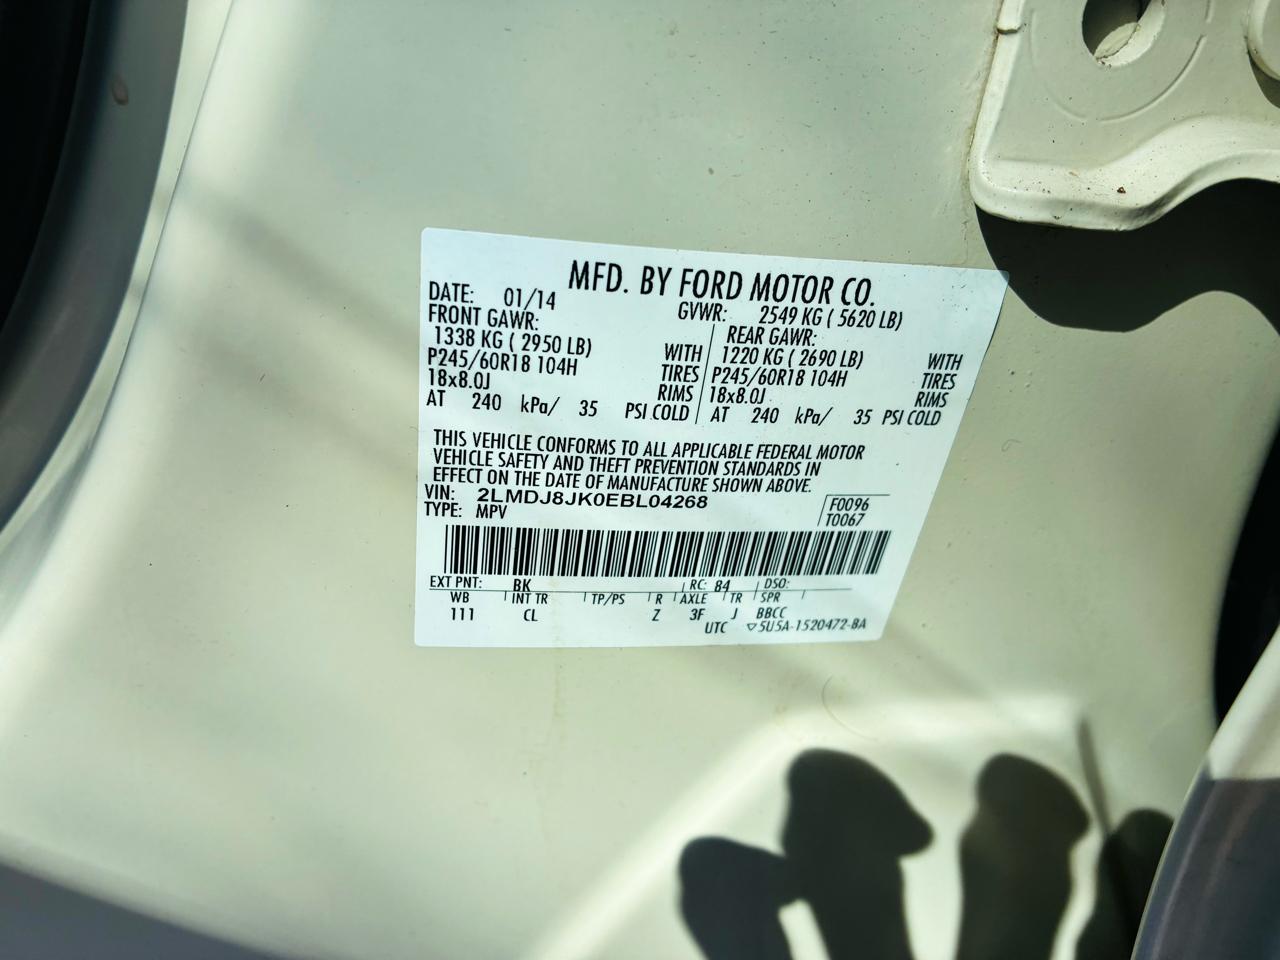 MFD. BY FORD MOTOR CO.
DATE: 01/14 GVWR: 2549 KG ( 5620 LB)
FRONT GAWR: REAR GAWR:
1338 KG ( 2950 LB) WITH 1220 KG ( 2690 LB) WITH
P245/60R18 104H TIRES P245/60R18 104H TIRES
18x8.0J RIMS 18x8.0J RIMS
AT 240 kPa/ 35 PSI COLD AT 240 kPa/ 35 PSI COLD
THIS VEHICLE CONFORMS TO ALL APPLICABLE FEDERAL MOTOR
VEHICLE SAFETY AND THEFT PREVENTION STANDARDS IN
EFFECT ON THE DATE OF MANUFACTURE SHOWN ABOVE.
VIN: 2LMDJ8JK0EBL04268 F0096
TYPE: MPV T0067
EXT PNT: BK RC: 84 DSO:
WB INT TR TP/PS R AXLE TR SPR
111 CL Z 3F J BBCC
UTC ▽5U5A-1520472-BA